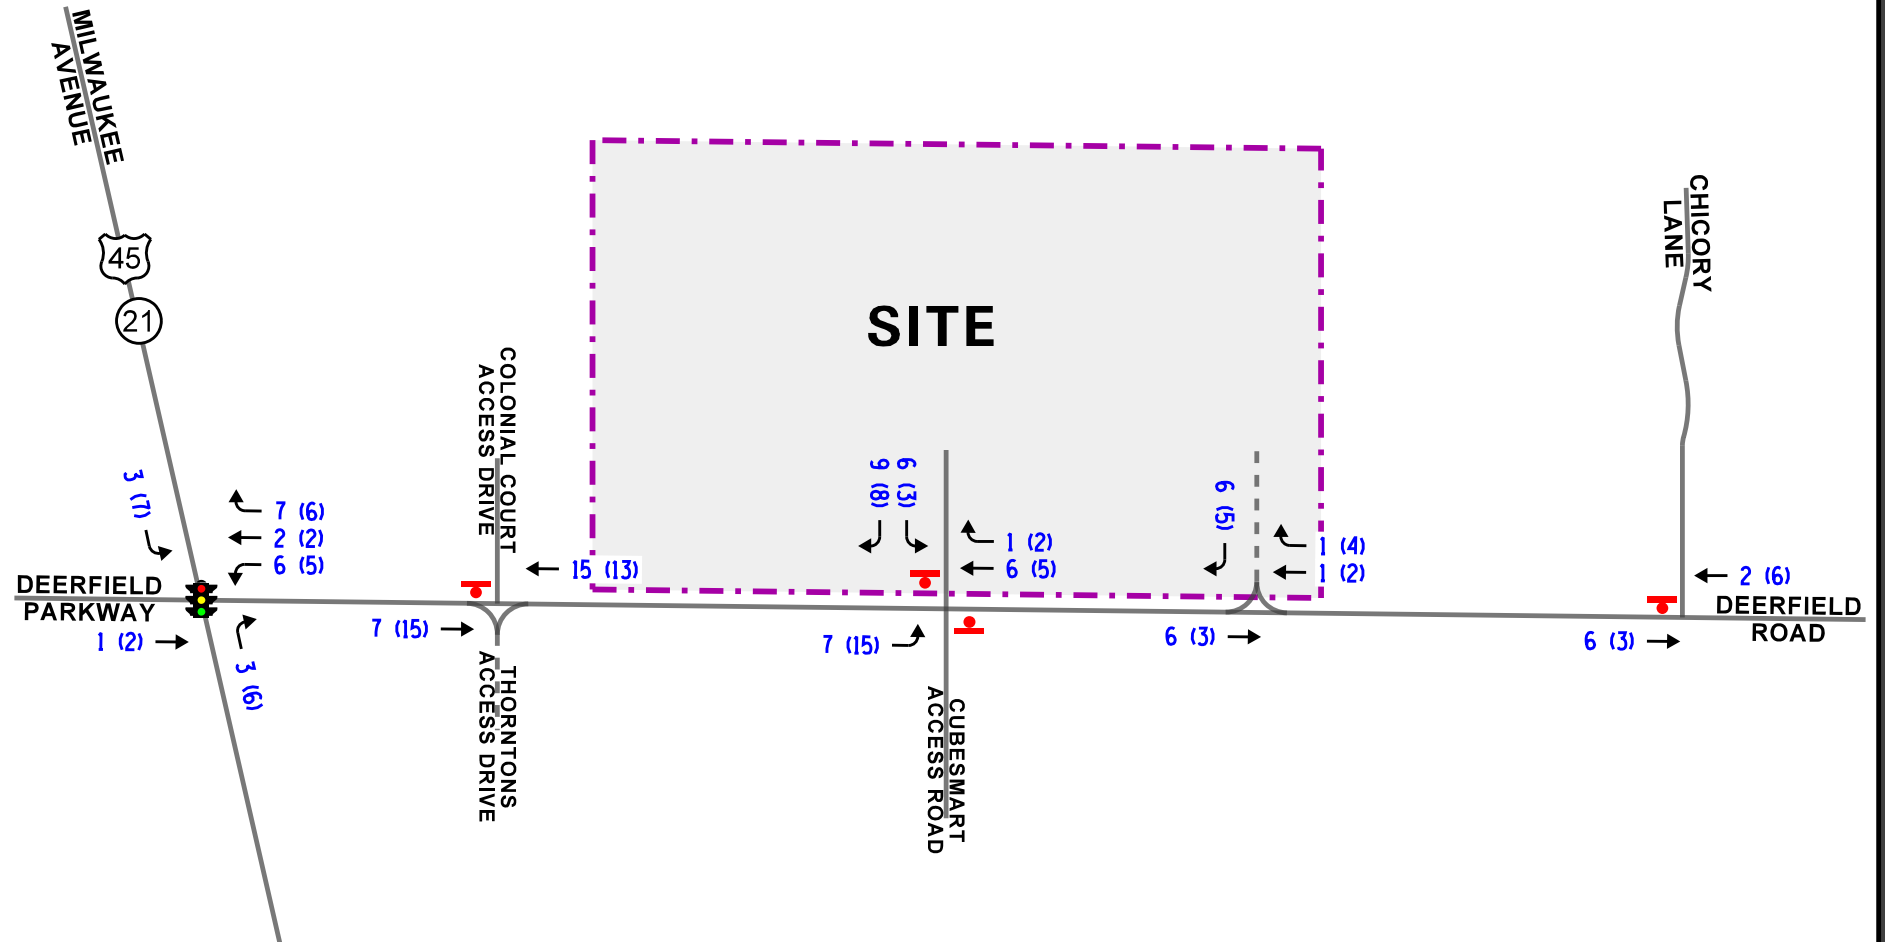 MILWAUKEE
AVENUE
45
21
SITE
CHICORY
LANE
COLONIAL COURT
ACCESS DRIVE
3 (7)
7 (6)
2 (2)
6 (5)
15 (13)
9 (8)
6 (3)
1 (2)
6 (5)
6 (5)
1 (4)
1 (2)
2 (6)
DEERFIELD
PARKWAY
1 (2)
3 (6)
7 (15)
7 (15)
6 (3)
6 (3)
DEERFIELD
ROAD
THORNTONS
ACCESS DRIVE
CUBESMART
ACCESS ROAD